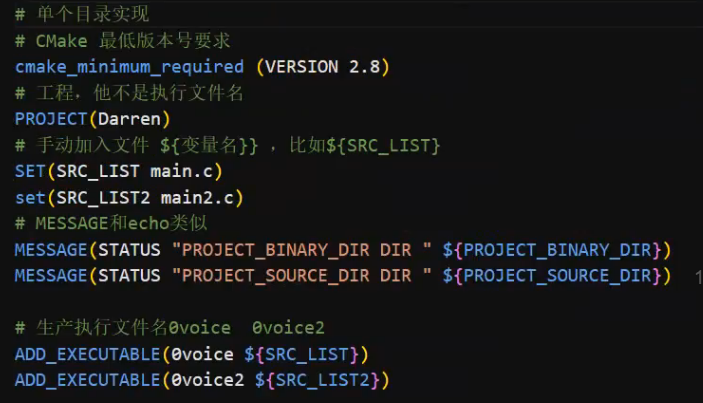 # 单个目录实现
# CMake 最低版本号要求
cmake_minimum_required (VERSION 2.8)
# 工程，他不是执行文件名
PROJECT(Darren)
# 手动加入文件 ${变量名}} ，比如${SRC_LIST}
SET(SRC_LIST main.c)
set(SRC_LIST2 main2.c)
# MESSAGE和echo类似
MESSAGE(STATUS "PROJECT_BINARY_DIR DIR " ${PROJECT_BINARY_DIR})
MESSAGE(STATUS "PROJECT_SOURCE_DIR DIR " ${PROJECT_SOURCE_DIR})
1
# 生产执行文件名0voice  0voice2
ADD_EXECUTABLE(0voice ${SRC_LIST})
ADD_EXECUTABLE(0voice2 ${SRC_LIST2})